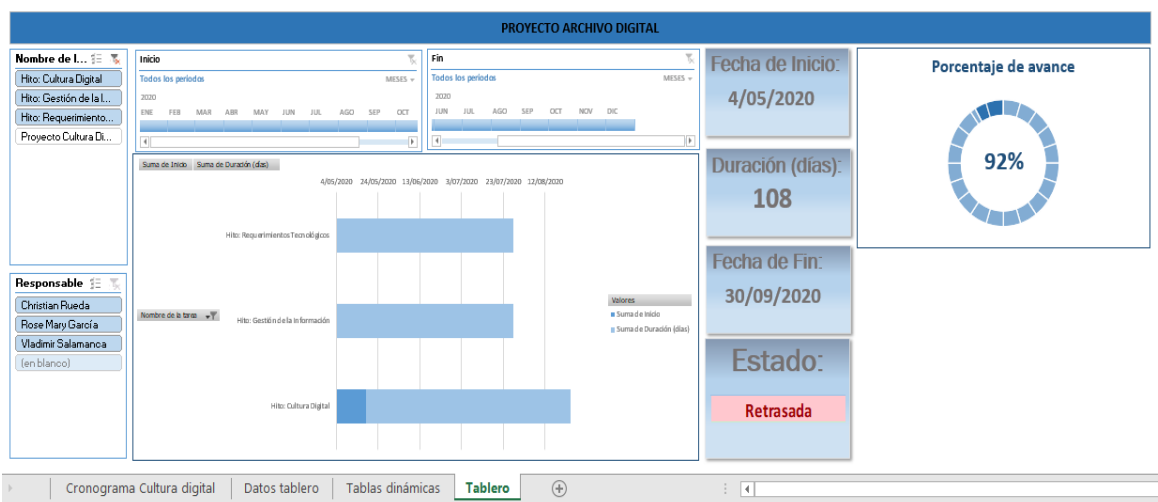 PROYECTO ARCHIVO DIGITAL
Nombre de l...
Hito: Cultura Digital
Hito: Gestión de la I...
Hito: Requerimiento...
Proyecto Cultura Di...
Responsable
Christian Rueda
Rose Mary García
Vladimir Salamanca
(en blanco)
Inicio
Todos los períodos
MESES
2020
ENE FEB MAR ABR MAY JUN JUL AGO SEP OCT
Fin
Todos los períodos
MESES
2020
JUN JUL AGO SEP OCT NOV DIC
Suma de Inicio Suma de Duración (días)
4/05/2020 24/05/2020 13/06/2020 3/07/2020 23/07/2020 12/08/2020
Hito: Requerimientos Tecnológicos
Nombre de la tarea
Hito: Gestión de la Información
Hito: Cultura Digital
Valores
Suma de Inicio
Suma de Duración (días)
Fecha de Inicio:
4/05/2020
Duración (días):
108
Fecha de Fin:
30/09/2020
Estado:
Retrasada
Porcentaje de avance
92%
Cronograma Cultura digital Datos tablero Tablas dinámicas Tablero